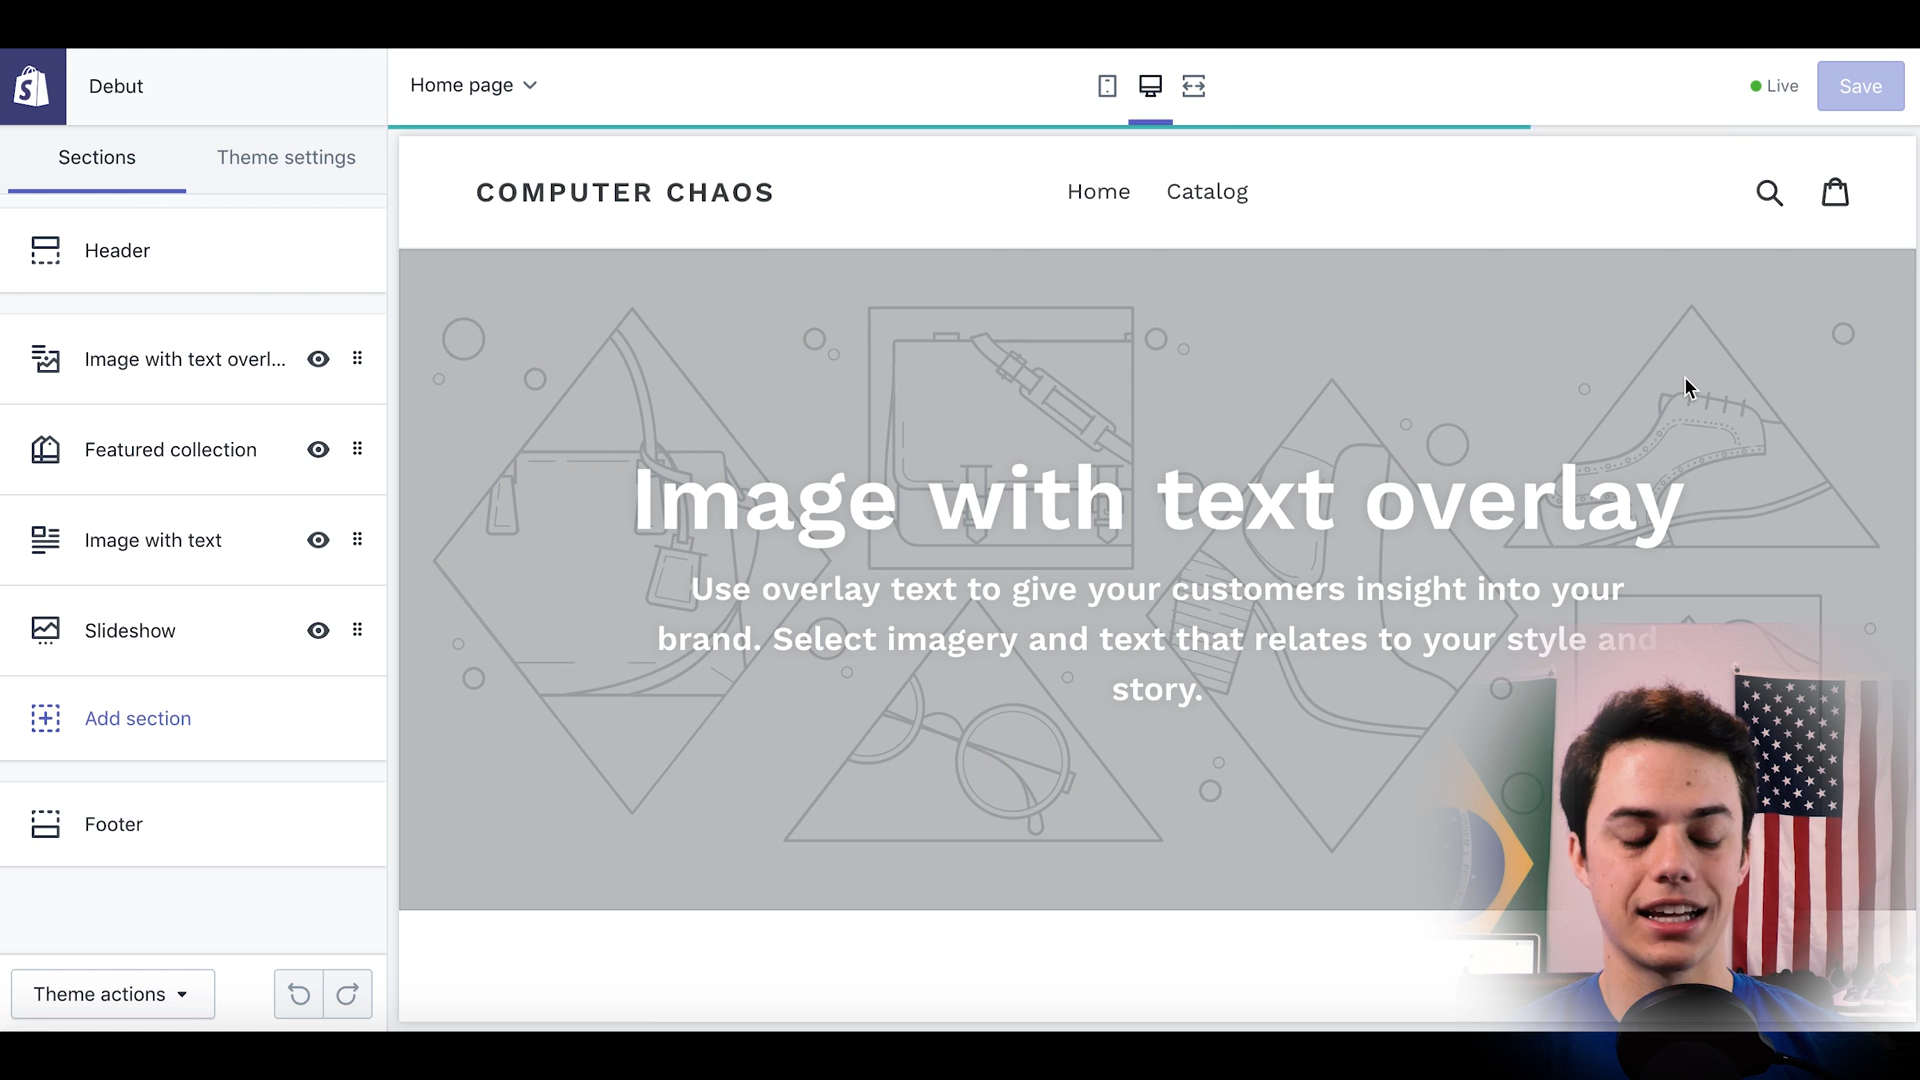 Debut
Home page
Live
Save
Sections
Theme settings
Header
Image with text overl...
Featured collection
Image with text
Slideshow
Add section
Footer
Theme actions
COMPUTER CHAOS
Home
Catalog
Image with text overlay
Use overlay text to give your customers insight into your
brand. Select imagery and text that relates to your style and
story.